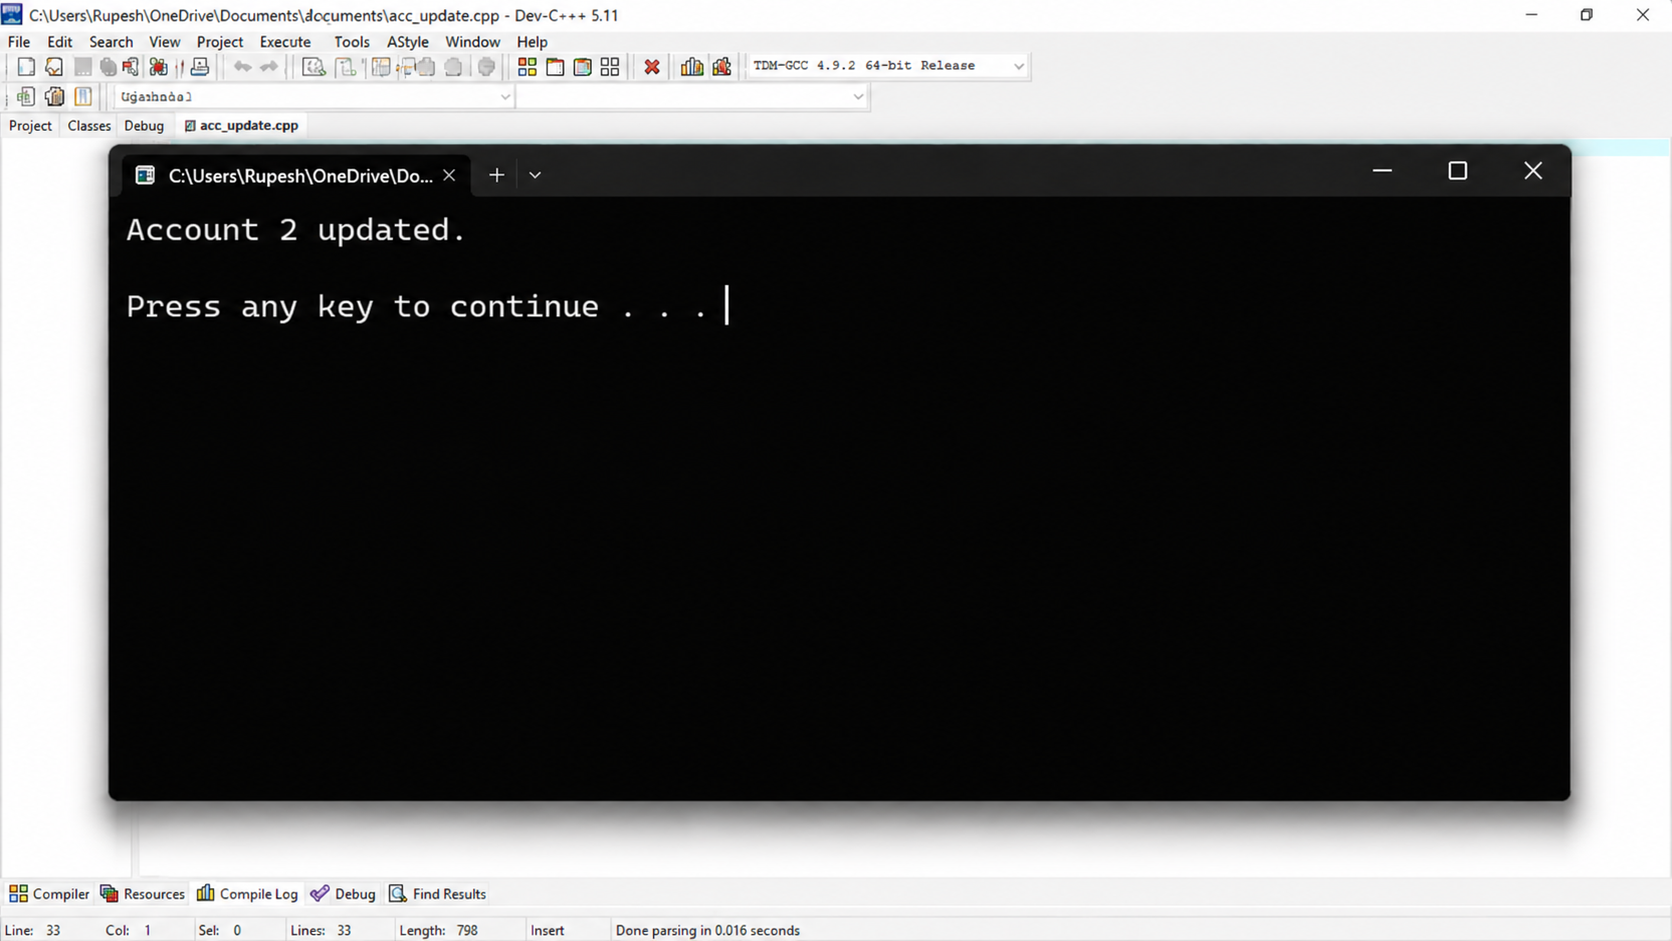 C:\Users\Rupesh\OneDrive\Documents\documents\acc_update.cpp - Dev-C++ 5.11
File Edit Search View Project Execute Tools AStyle Window Help
TDM-GCC 4.9.2 64-bit Release
Project Classes Debug acc_update.cpp
C:\Users\Rupesh\OneDrive\Do...
Account 2 updated.
Press any key to continue . . .
Compiler Resources Compile Log Debug Find Results
Line: 33 Col: 1 Sel: 0 Lines: 33 Length: 798 Insert Done parsing in 0.016 seconds